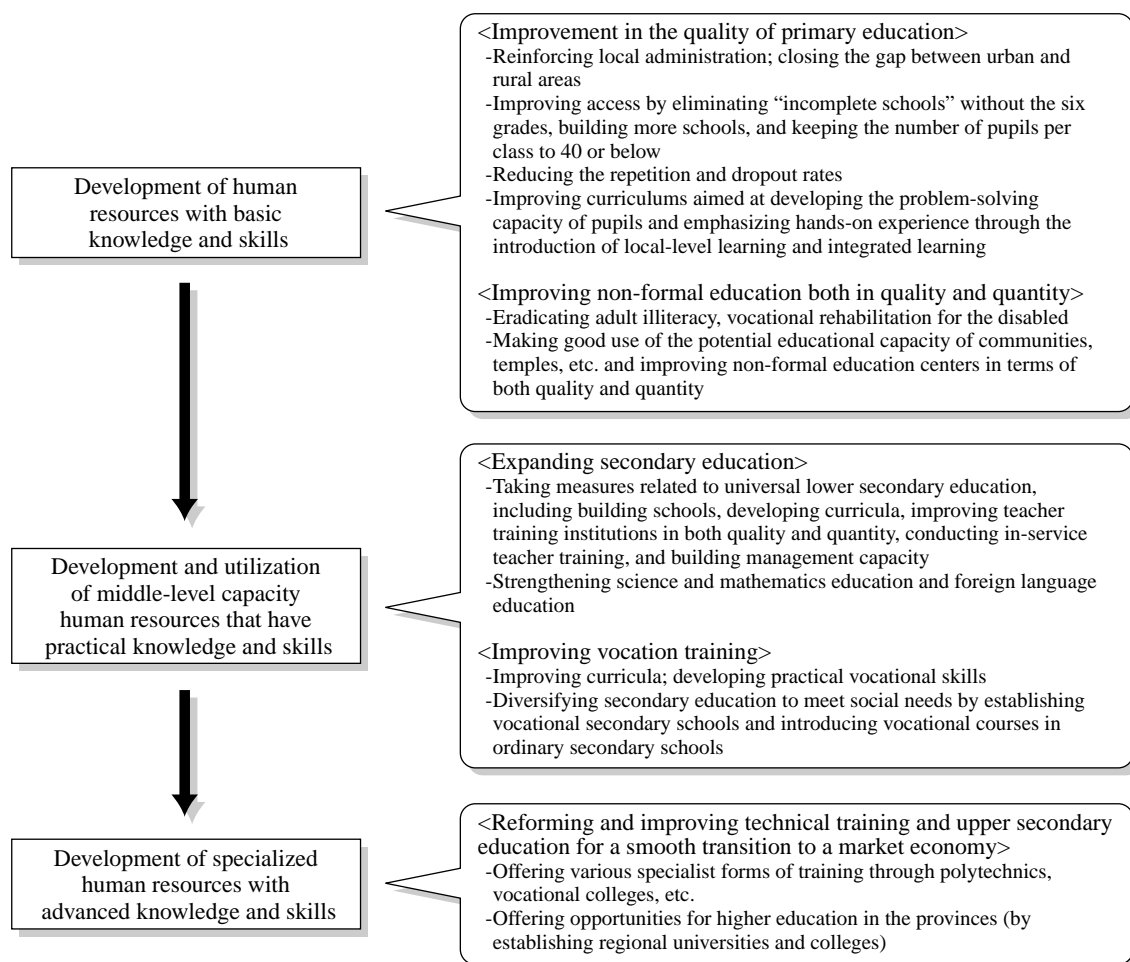 Development of human
resources with basic
knowledge and skills
<Improvement in the quality of primary education>
-Reinforcing local administration; closing the gap between urban and
rural areas
-Improving access by eliminating “incomplete schools” without the six
grades, building more schools, and keeping the number of pupils per
class to 40 or below
-Reducing the repetition and dropout rates
-Improving curriculums aimed at developing the problem-solving
capacity of pupils and emphasizing hands-on experience through the
introduction of local-level learning and integrated learning
<Improving non-formal education both in quality and quantity>
-Eradicating adult illiteracy, vocational rehabilitation for the disabled
-Making good use of the potential educational capacity of communities,
temples, etc. and improving non-formal education centers in terms of
both quality and quantity
Development and utilization
of middle-level capacity
human resources that have
practical knowledge and skills
<Expanding secondary education>
-Taking measures related to universal lower secondary education,
including building schools, developing curricula, improving teacher
training institutions in both quality and quantity, conducting in-service
teacher training, and building management capacity
-Strengthening science and mathematics education and foreign language
education
<Improving vocation training>
-Improving curricula; developing practical vocational skills
-Diversifying secondary education to meet social needs by establishing
vocational secondary schools and introducing vocational courses in
ordinary secondary schools
Development of specialized
human resources with
advanced knowledge and skills
<Reforming and improving technical training and upper secondary
education for a smooth transition to a market economy>
-Offering various specialist forms of training through polytechnics,
vocational colleges, etc.
-Offering opportunities for higher education in the provinces (by
establishing regional universities and colleges)